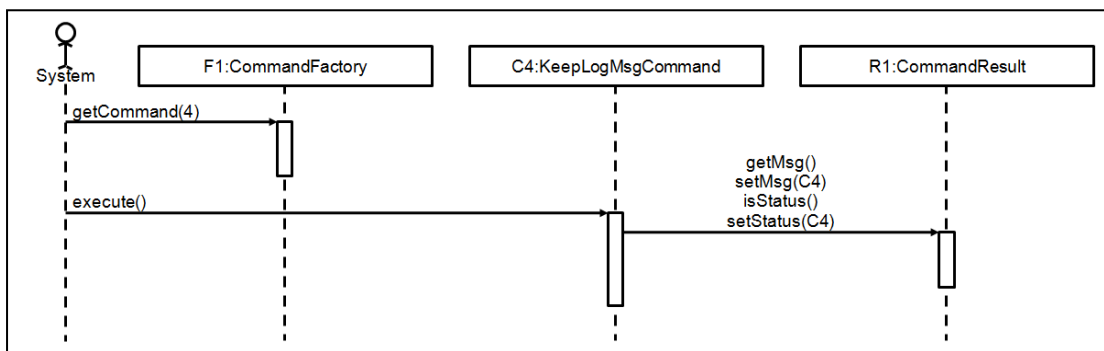 System
F1:CommandFactory
C4:KeepLogMsgCommand
R1:CommandResult
getCommand(4)
execute()
getMsg()
setMsg(C4)
isStatus()
setStatus(C4)